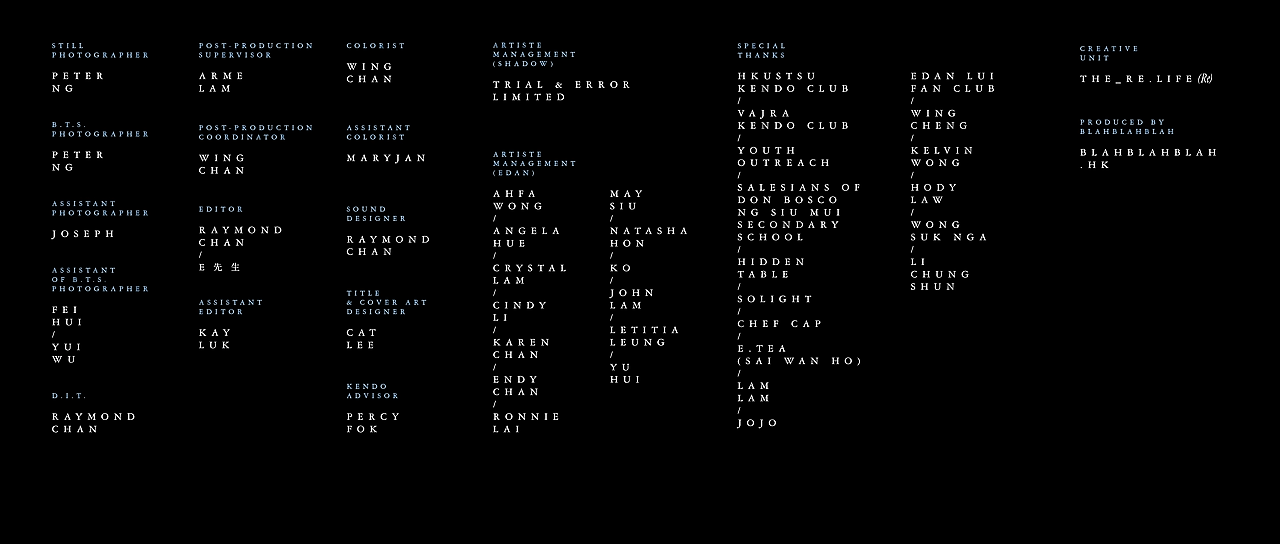 STILL
PHOTOGRAPHER
PETER
NG
B.T.S.
PHOTOGRAPHER
PETER
NG
ASSISTANT
PHOTOGRAPHER
JOSEPH
ASSISTANT
OF B.T.S.
PHOTOGRAPHER
FEI
HUI
/
YUI
WU
D.I.T.
RAYMOND
CHAN
POST-PRODUCTION
SUPERVISOR
ARME
LAM
POST-PRODUCTION
COORDINATOR
WING
CHAN
EDITOR
RAYMOND
CHAN
/
E 先生
ASSISTANT
EDITOR
KAY
LUK
COLORIST
WING
CHAN
ASSISTANT
COLORIST
MARYJAN
SOUND
DESIGNER
RAYMOND
CHAN
TITLE
& COVER ART
DESIGNER
CAT
LEE
KENDO
ADVISOR
PERCY
FOK
ARTISTE
MANAGEMENT
(SHADOW)
TRIAL & ERROR
LIMITED
ARTISTE
MANAGEMENT
(EDAN)
AHFA
WONG
/
ANGELA
HUE
/
CRYSTAL
LAM
/
CINDY
LI
/
KAREN
CHAN
/
ENDY
CHAN
/
RONNIE
LAI
MAY
SIU
/
NATASHA
HON
/
KO
/
JOHN
LAM
/
LETITIA
LEUNG
/
YU
HUI
SPECIAL
THANKS
HKUSTSU
KENDO CLUB
/
VAJRA
KENDO CLUB
/
YOUTH
OUTREACH
/
SALESIANS OF
DON BOSCO
NG SIU MUI
SECONDARY
SCHOOL
/
HIDDEN
TABLE
/
SOLIGHT
/
CHEF CAP
/
E.TEA
(SAI WAN HO)
/
LAM
LAM
/
JOJO
EDAN LUI
FAN CLUB
/
WING
CHENG
/
KELVIN
WONG
/
HODY
LAW
/
WONG
SUK NGA
/
LI
CHUNG
SHUN
CREATIVE
UNIT
THE_RE.LIFE (Re)
PRODUCED BY
BLAHBLAHBLAH
BLAHBLAHBLAH
.HK